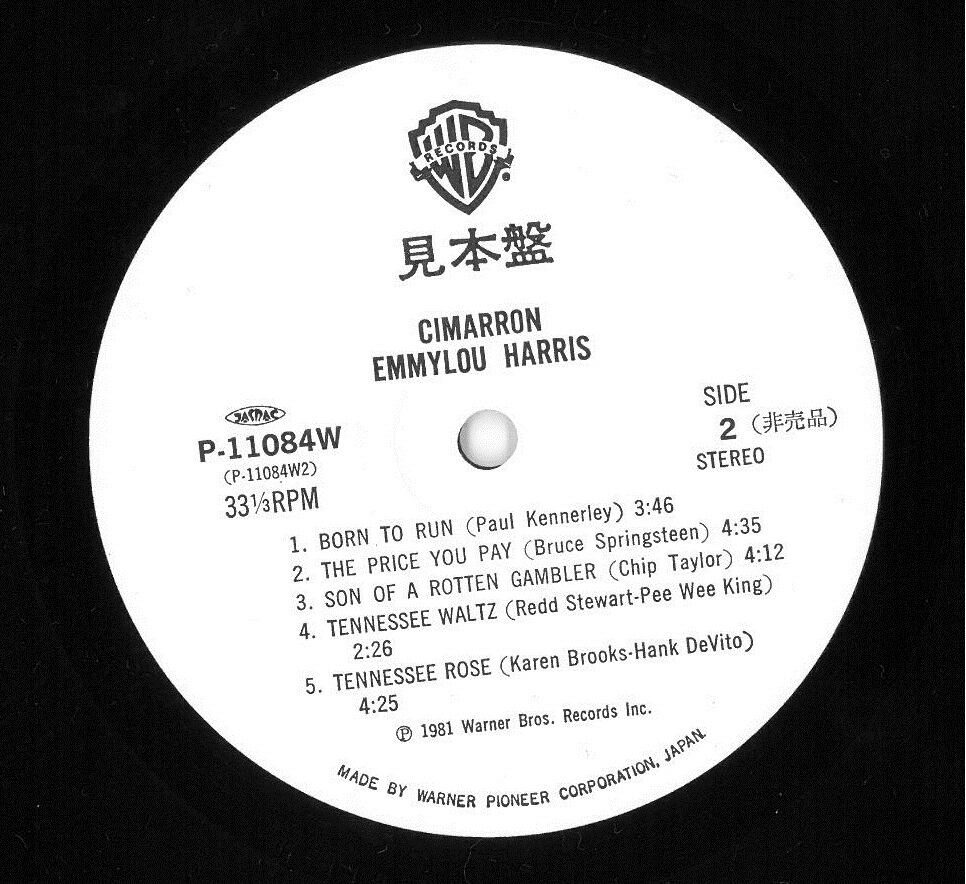 WB
RECORDS
見本盤
CIMARRON
EMMYLOU HARRIS
JASRAC
P-11084W
(P-11084W2)
33⅓RPM
SIDE
2 (非売品)
STEREO
1. BORN TO RUN (Paul Kennerley) 3:46
2. THE PRICE YOU PAY (Bruce Springsteen) 4:35
3. SON OF A ROTTEN GAMBLER (Chip Taylor) 4:12
4. TENNESSEE WALTZ (Redd Stewart-Pee Wee King)
2:26
5. TENNESSEE ROSE (Karen Brooks-Hank DeVito)
4:25
℗ 1981 Warner Bros. Records Inc.
MADE BY WARNER PIONEER CORPORATION, JAPAN.